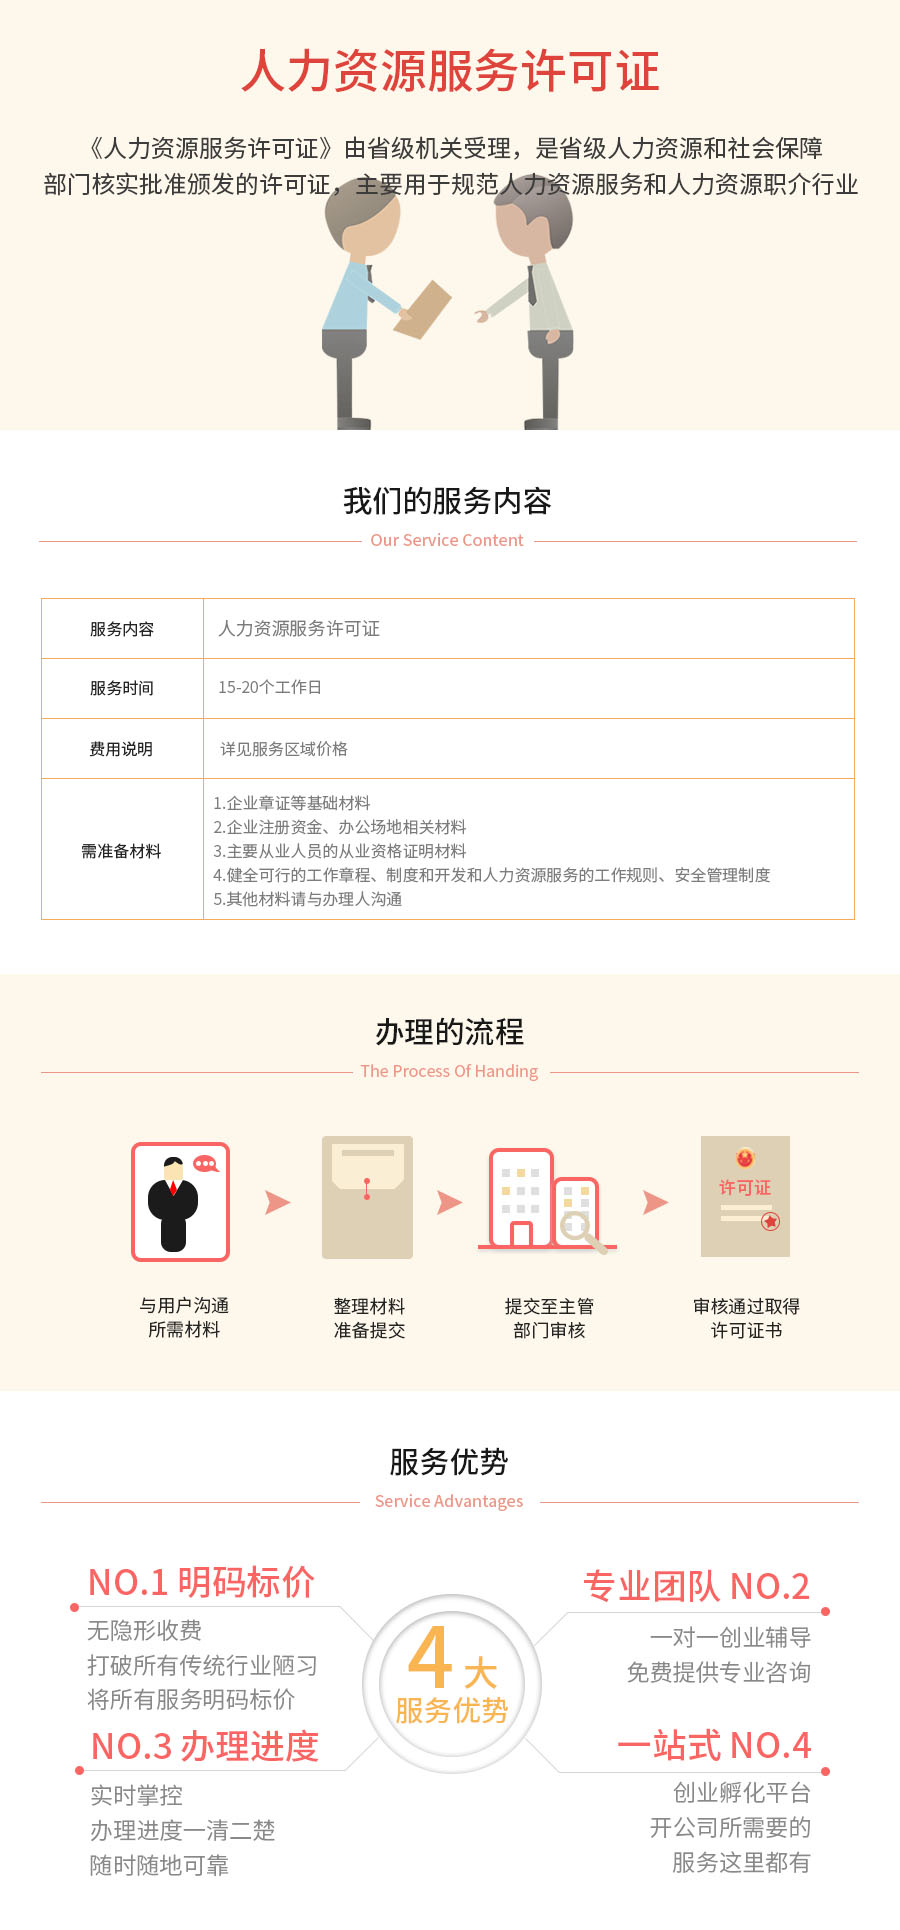 人力资源服务许可证
《人力资源服务许可证》由省级机关受理，是省级人力资源和社会保障
部门核实批准颁发的许可证，主要用于规范人力资源服务和人力资源职介行业
我们的服务内容
Our Service Content
服务内容
人力资源服务许可证
服务时间
15-20个工作日
费用说明
详见服务区域价格
需准备材料
1.企业章证等基础材料
2.企业注册资金、办公场地相关材料
3.主要从业人员的从业资格证明材料
4.健全可行的工作章程、制度和开发和人力资源服务的工作规则、安全管理制度
5.其他材料请与办理人沟通
办理的流程
The Process Of Handing
许可证
与用户沟通
所需材料
整理材料
准备提交
提交至主管
部门审核
审核通过取得
许可证书
服务优势
Service Advantages
NO.1 明码标价
无隐形收费
打破所有传统行业陋习
将所有服务明码标价
专业团队 NO.2
一对一创业辅导
免费提供专业咨询
4 大
服务优势
NO.3 办理进度
实时掌控
办理进度一清二楚
随时随地可靠
一站式 NO.4
创业孵化平台
开公司所需要的
服务这里都有